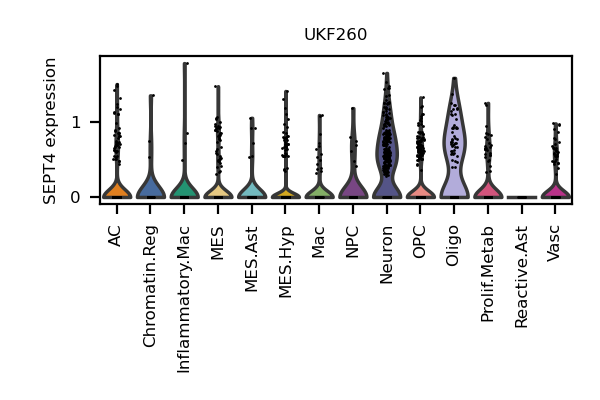 UKF260
SEPT4 expression
1
0
AC
Chromatin.Reg
Inflammatory.Mac
MES
MES.Ast
MES.Hyp
Mac
NPC
Neuron
OPC
Oligo
Prolif.Metab
Reactive.Ast
Vasc